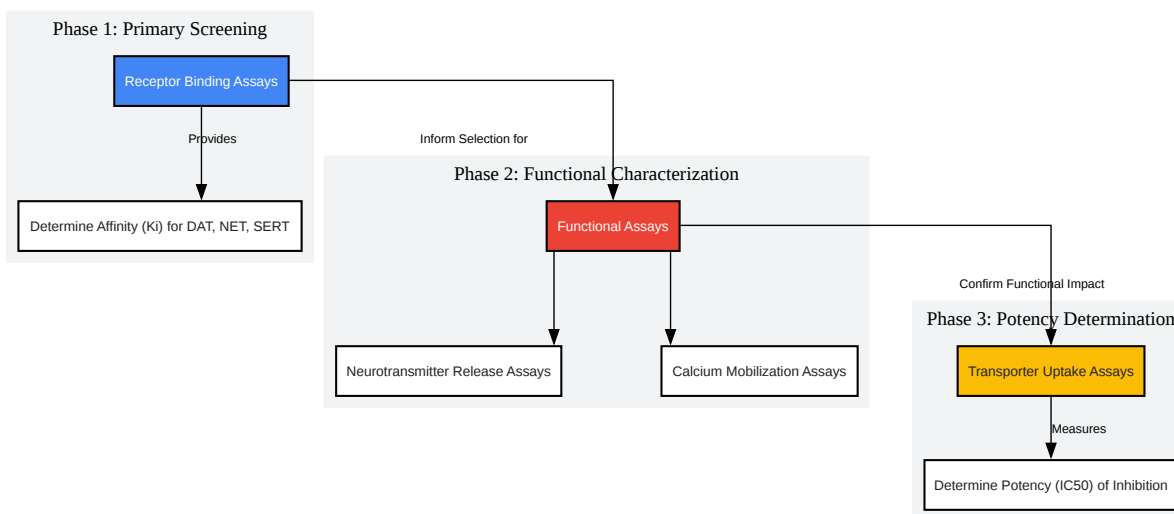 Phase 1: Primary Screening
Receptor Binding Assays
Provides
Inform Selection for
Determine Affinity (Ki) for DAT, NET, SERT
Phase 2: Functional Characterization
Functional Assays
Confirm Functional Impact
Neurotransmitter Release Assays
Calcium Mobilization Assays
Phase 3: Potency Determination
Transporter Uptake Assays
Measures
Determine Potency (IC50) of Inhibition